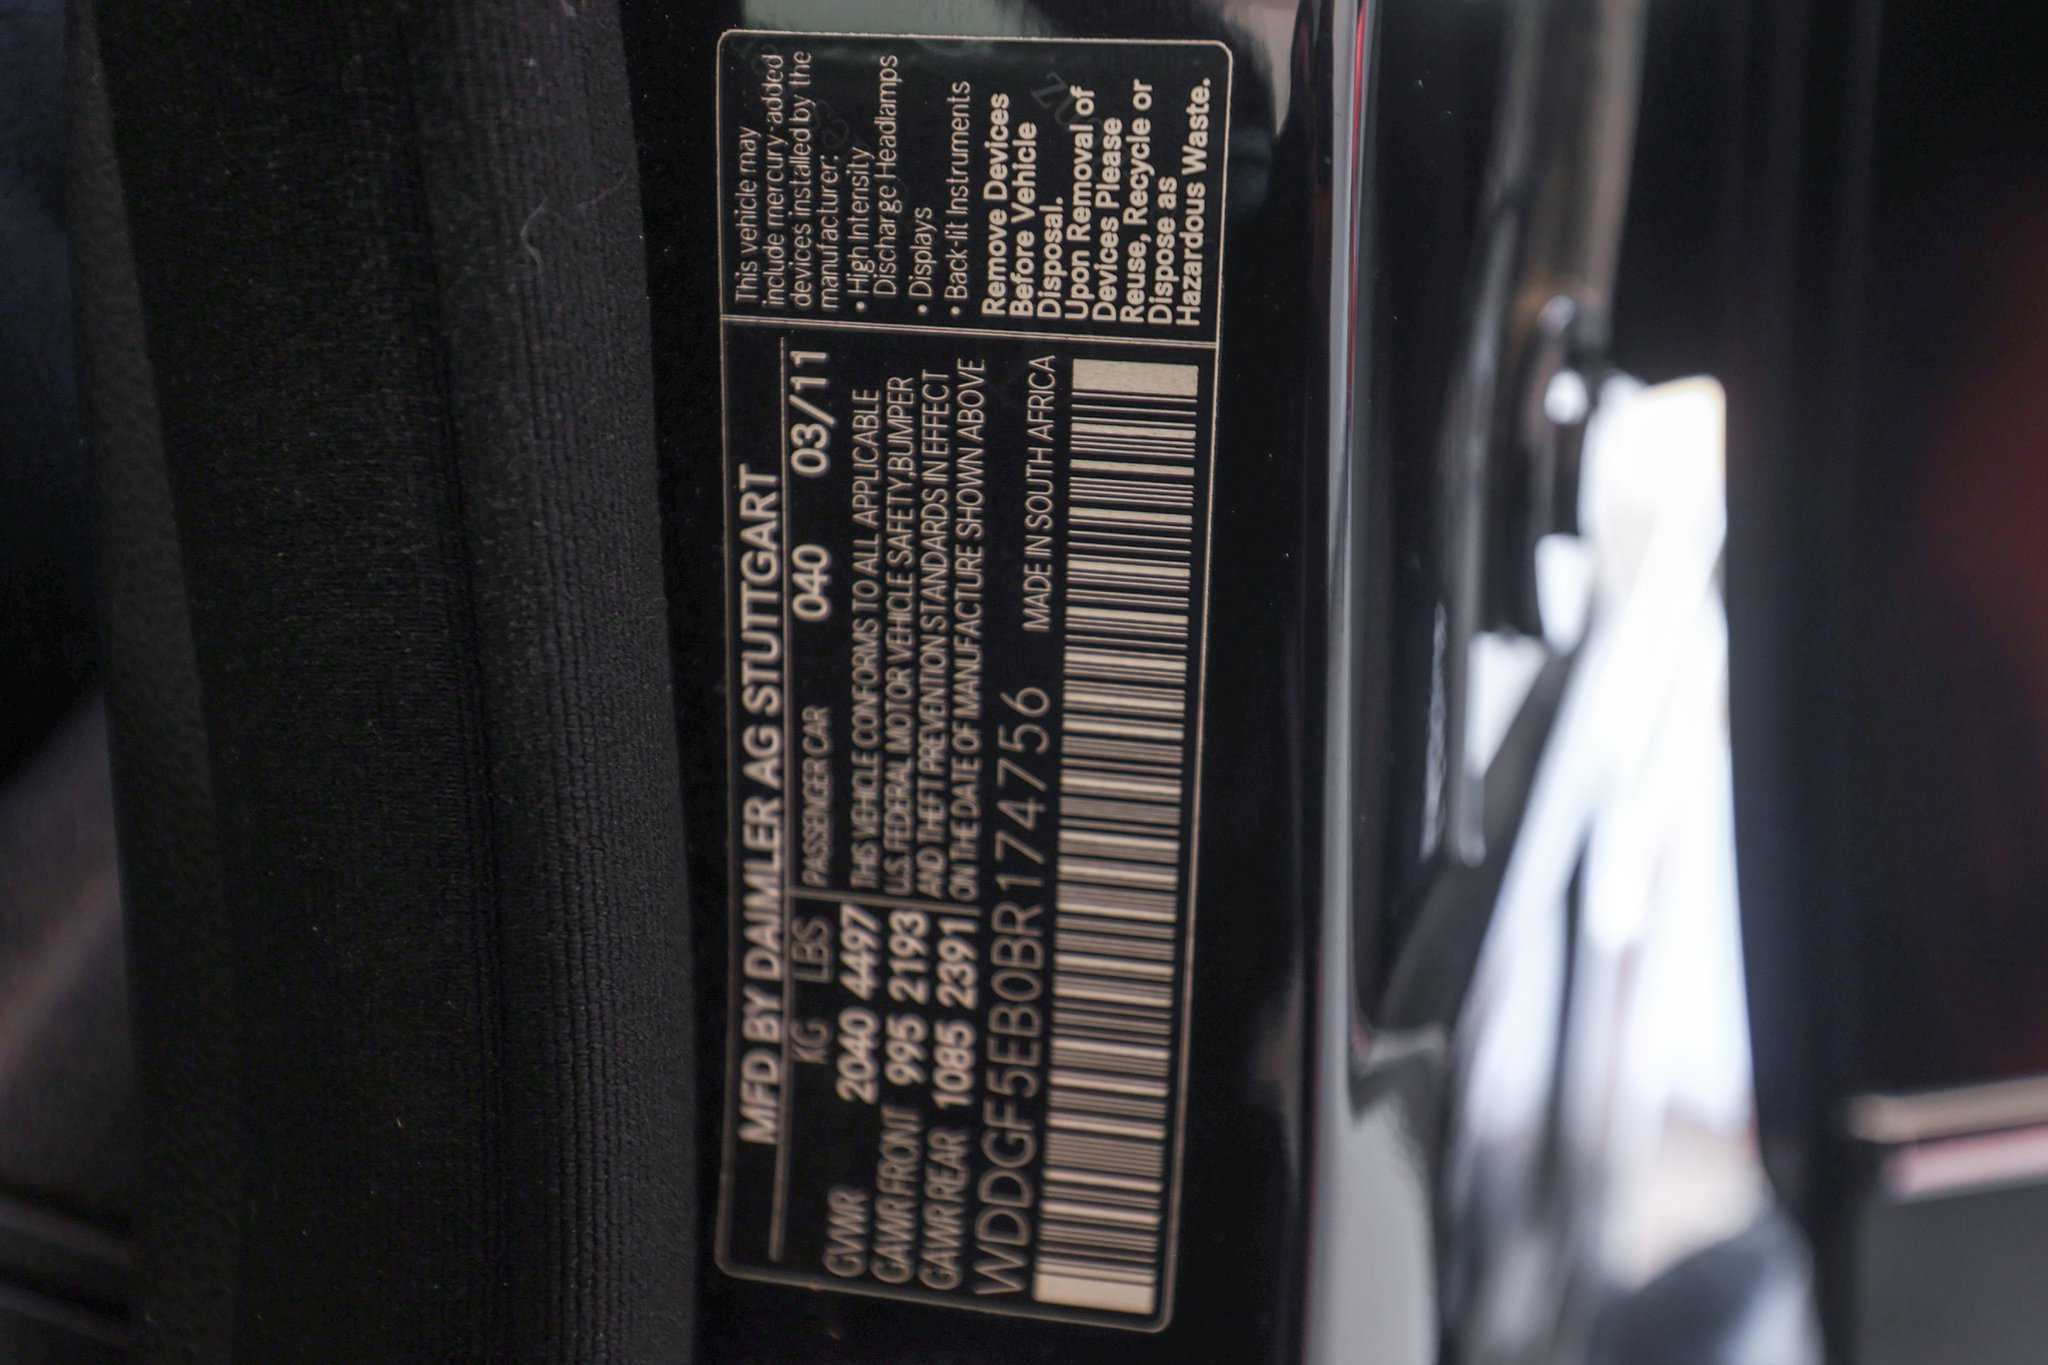 MFD BY DAIMLER AG STUTTGART
KG LBS
PASSENGER CAR 040 03/11
GVWR 2040 4497
GAWR FRONT 995 2193
GAWR REAR 1085 2391
THIS VEHICLE CONFORMS TO ALL APPLICABLE
U.S. FEDERAL MOTOR VEHICLE SAFETY,BUMPER
AND THEFT PREVENTION STANDARDS IN EFFECT
ON THE DATE OF MANUFACTURE SHOWN ABOVE
WDDGF5EB0BR174756 MADE IN SOUTH AFRICA
This vehicle may
include mercury-added
devices installed by the
manufacturer:
• High Intensity
Discharge Headlamps
• Displays
• Back-lit Instruments
Remove Devices
Before Vehicle
Disposal.
Upon Removal of
Devices Please
Reuse, Recycle or
Dispose as
Hazardous Waste.